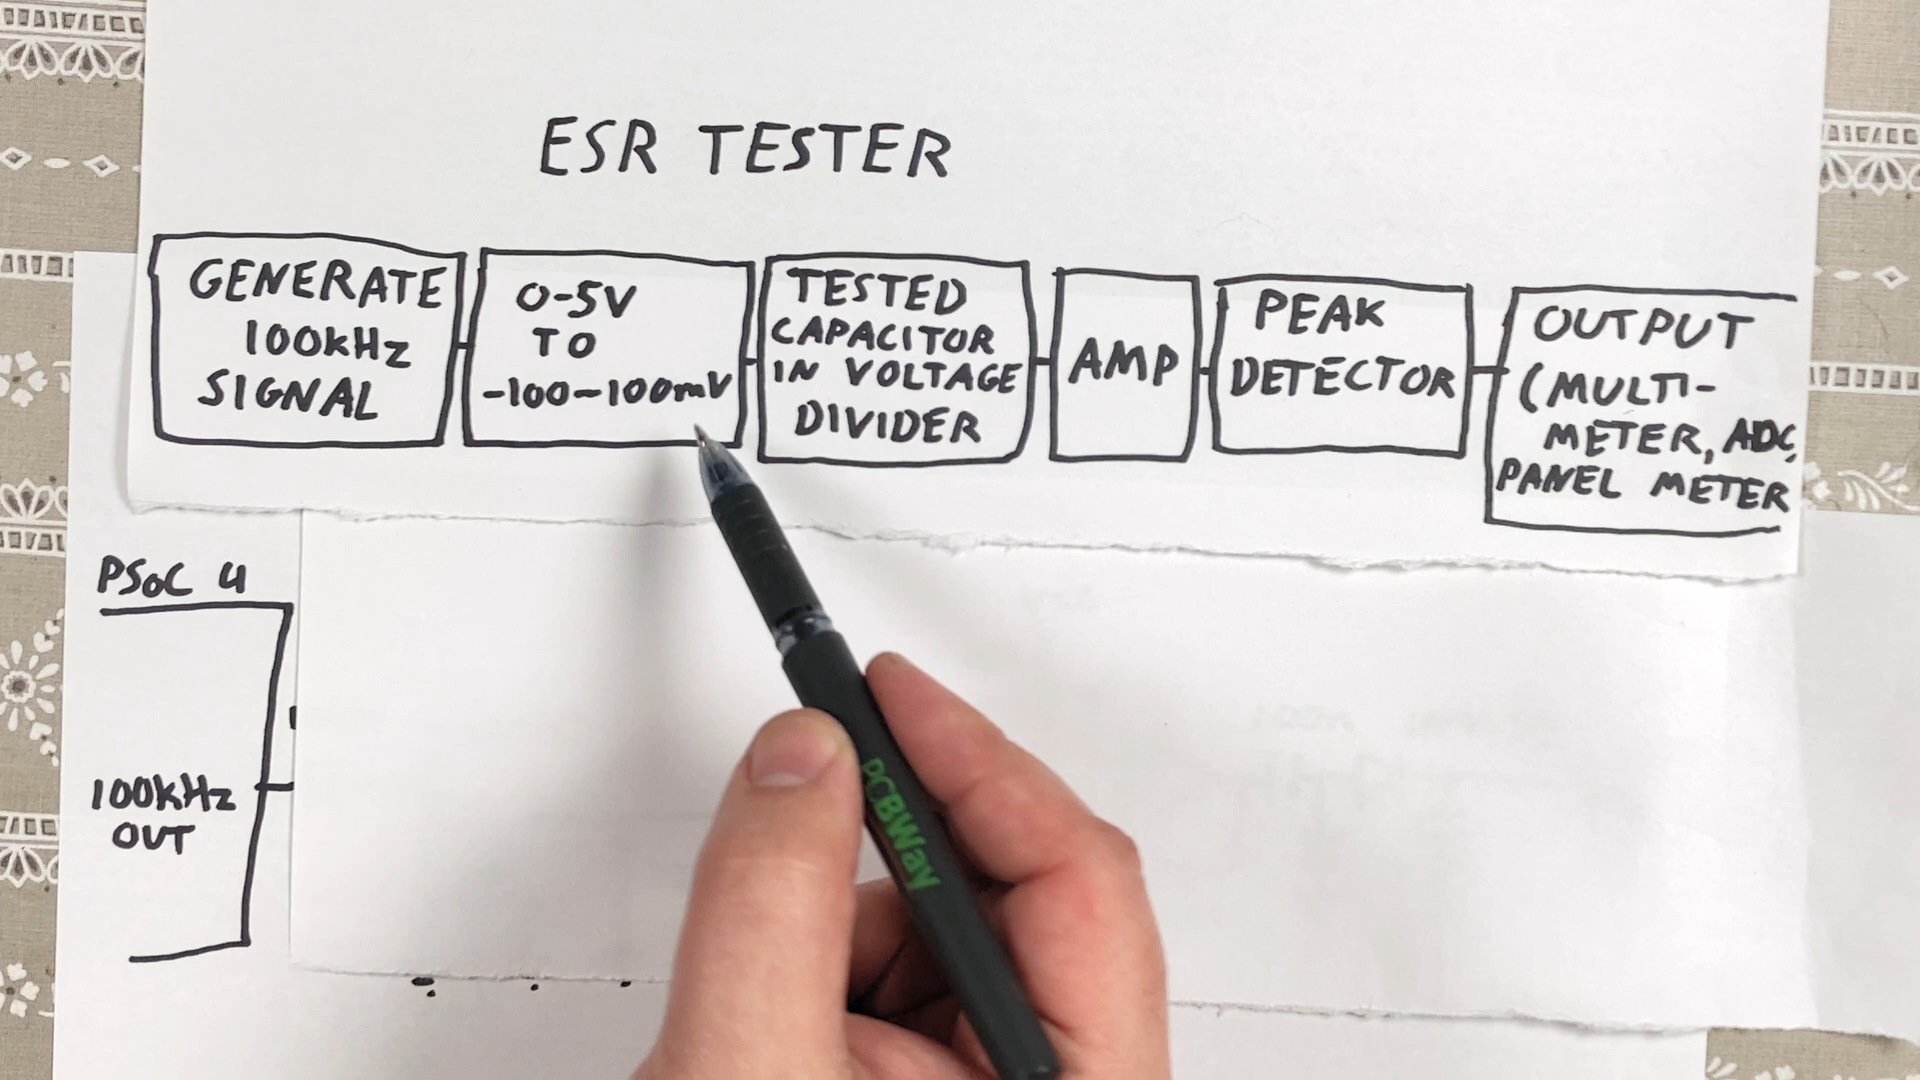 ESR TESTER
GENERATE
100kHz
SIGNAL
0-5V
TO
-100-100mV
TESTED
CAPACITOR
IN VOLTAGE
DIVIDER
AMP
PEAK
DETECTOR
OUTPUT
(MULTI-
METER, ADC,
PANEL METER
PSoC 4
100kHz
OUT
PCBWay